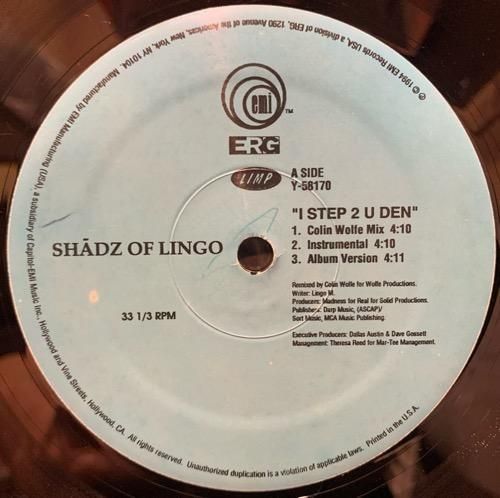 ℗ © 1994 EMI Records USA, a division of ERG, 1290 Avenue of the Americas, New York, NY 10104. Manufactured by EMI Manufacturing (USA), a subsidiary of Capitol-EMI Music Inc., Hollywood and Vine Streets, Hollywood, CA. All rights reserved. Unauthorized duplication is a violation of applicable laws. Printed in the U.S.A.
emi
TM
ERG
LIMP
A SIDE
Y-58170
"I STEP 2 U DEN"
1. Colin Wolfe Mix 4:10
2. Instrumental 4:10
3. Album Version 4:11
SHĀDZ OF LINGO
33 1/3 RPM
Remixed by Colin Wolfe for Wolfe Productions.
Writer: Lingo M.
Producers: Madness for Real for Solid Productions.
Publishers: Darp Music, (ASCAP)/
Sort Music, MCA Music Publishing.
Executive Producers: Dallas Austin & Dave Gossett
Management: Theresa Reed for Mar-Tee Management.